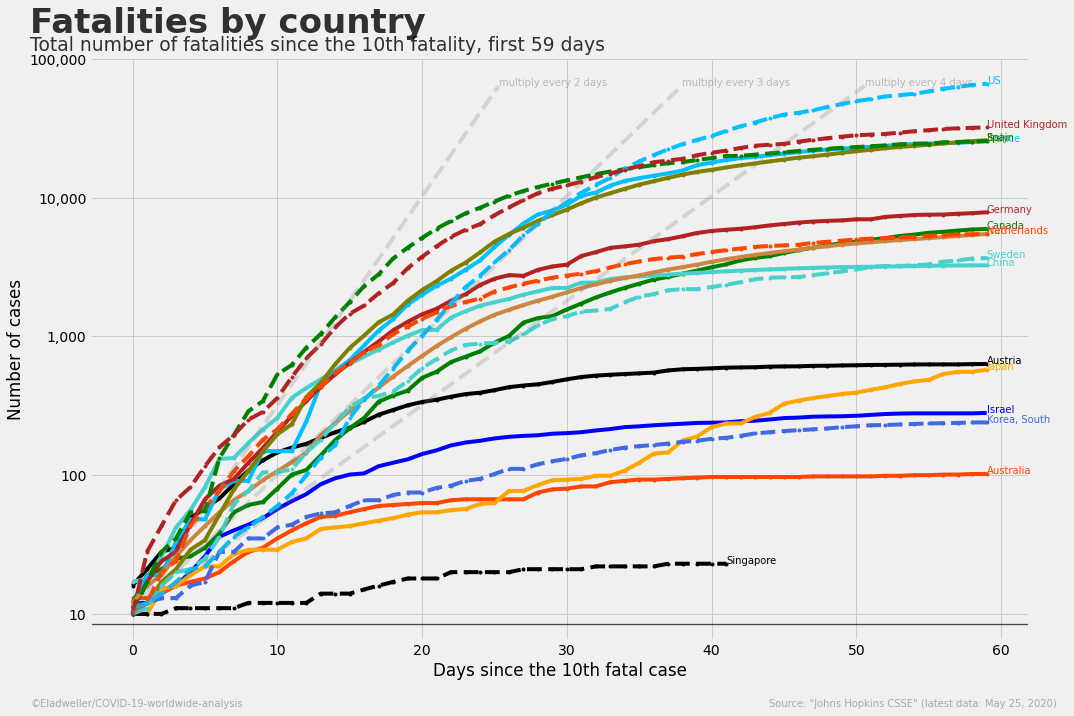 Fatalities by country
Total number of fatalities since the 10th fatality, first 59 days
100,000
10,000
1,000
100
10
Number of cases
multiply every 2 days
multiply every 3 days
multiply every 4 days
US
United Kingdom
Spain
Germany
Canada
Netherlands
Sweden
China
Austria
Japan
Israel
Korea, South
Australia
Singapore
0
10
20
30
40
50
60
Days since the 10th fatal case
©Eladweller/COVID-19-worldwide-analysis
Source: "Johns Hopkins CSSE" (latest data: May 25, 2020)